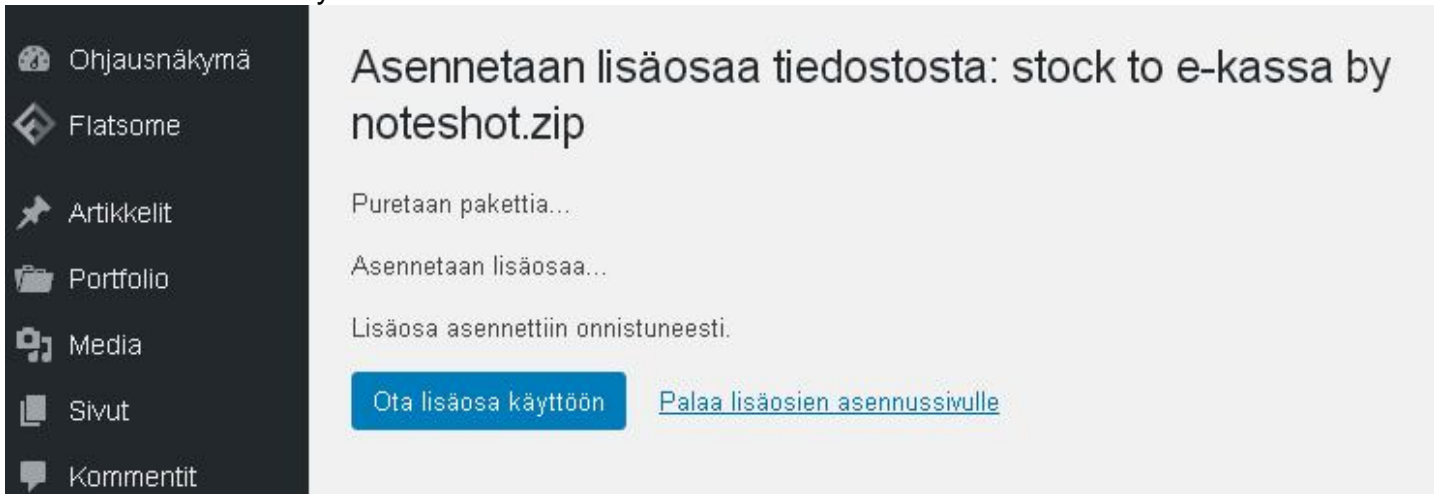 Ohjausnäkymä
Flatsome
Artikkelit
Portfolio
Media
Sivut
Kommentit
Asennetaan lisäosaa tiedostosta: stock to e-kassa by
noteshot.zip
Puretaan pakettia...
Asennetaan lisäosaa...
Lisäosa asennettiin onnistuneesti.
Ota lisäosa käyttöön
Palaa lisäosien asennussivulle